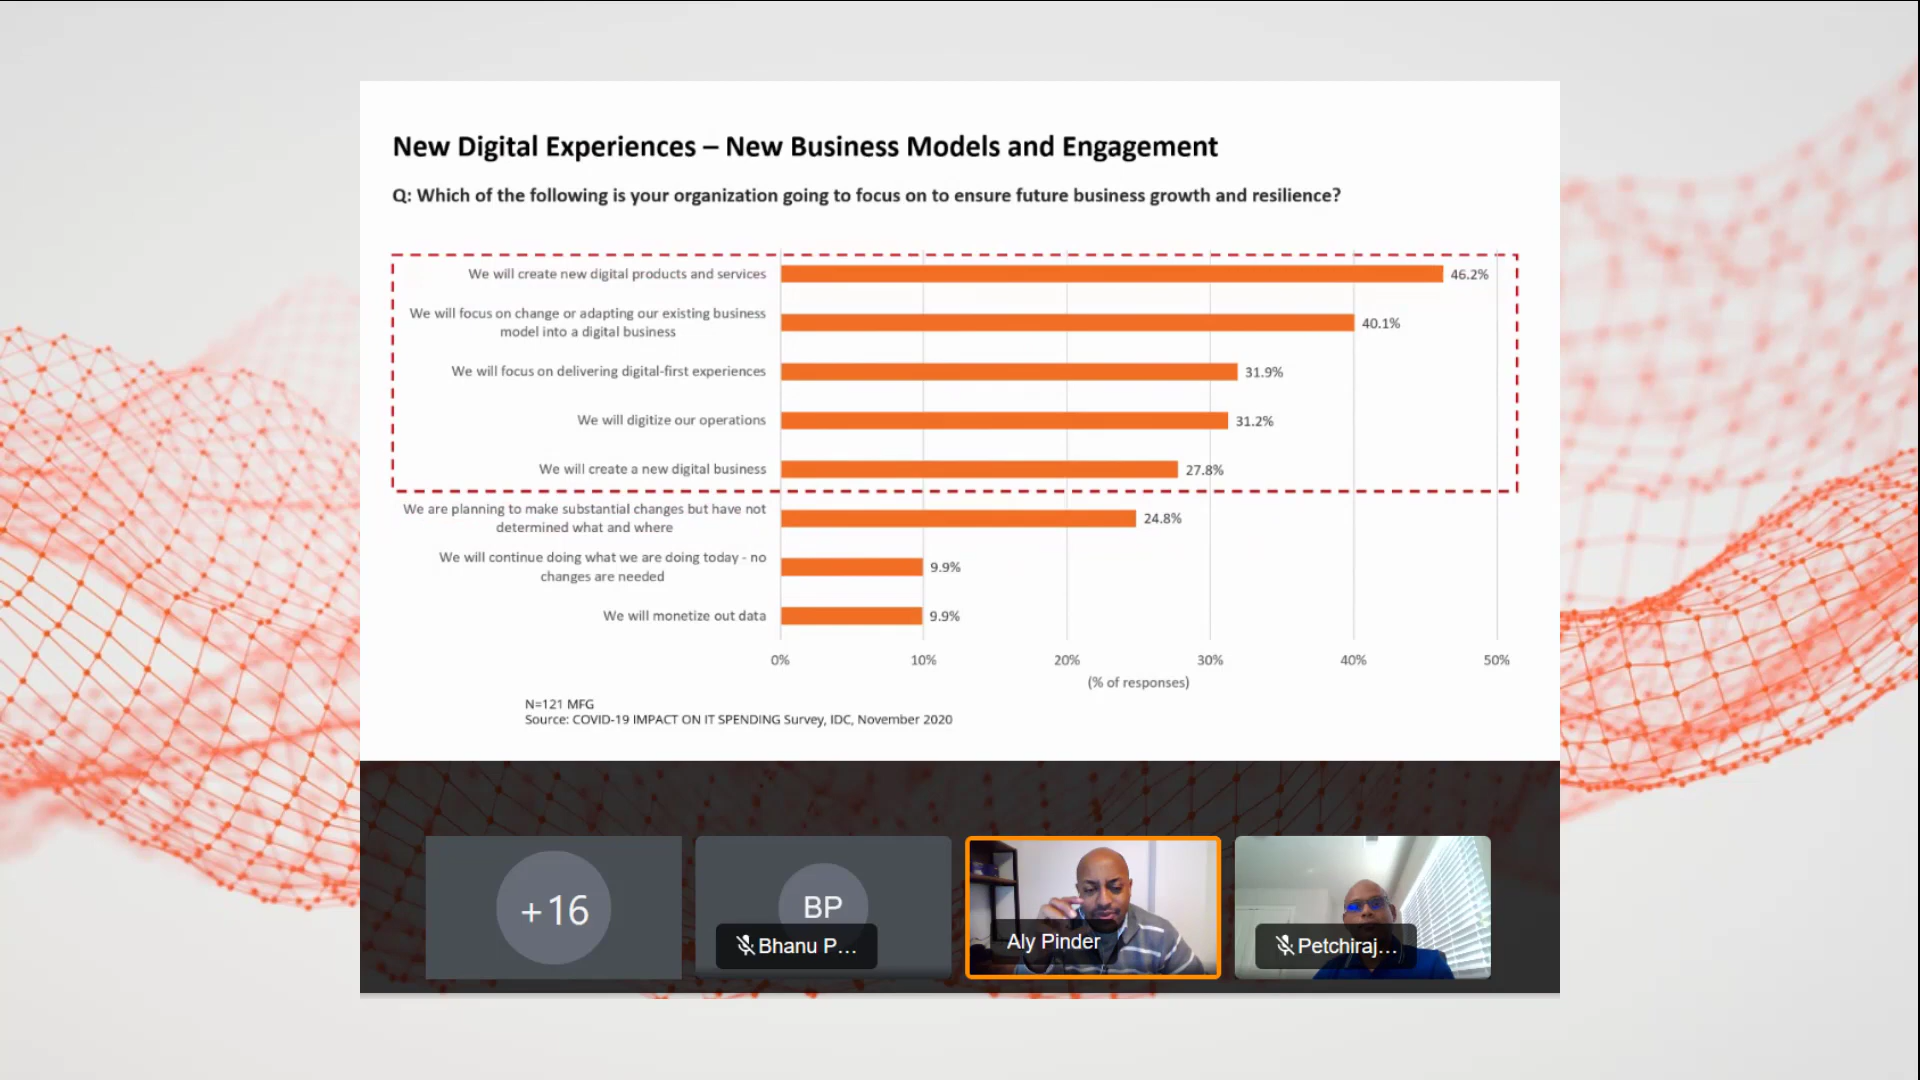 New Digital Experiences – New Business Models and Engagement
Q: Which of the following is your organization going to focus on to ensure future business growth and resilience?
We will create new digital products and services
46.2%
We will focus on change or adapting our existing business
model into a digital business
40.1%
We will focus on delivering digital-first experiences
31.9%
We will digitize our operations
31.2%
We will create a new digital business
27.8%
We are planning to make substantial changes but have not
determined what and where
24.8%
We will continue doing what we are doing today - no
changes are needed
9.9%
We will monetize out data
9.9%
0% 10% 20% 30% 40% 50%
(% of responses)
N=121 MFG
Source: COVID-19 IMPACT ON IT SPENDING Survey, IDC, November 2020
+16
BP
Bhanu P...
Aly Pinder
Petchiraj...